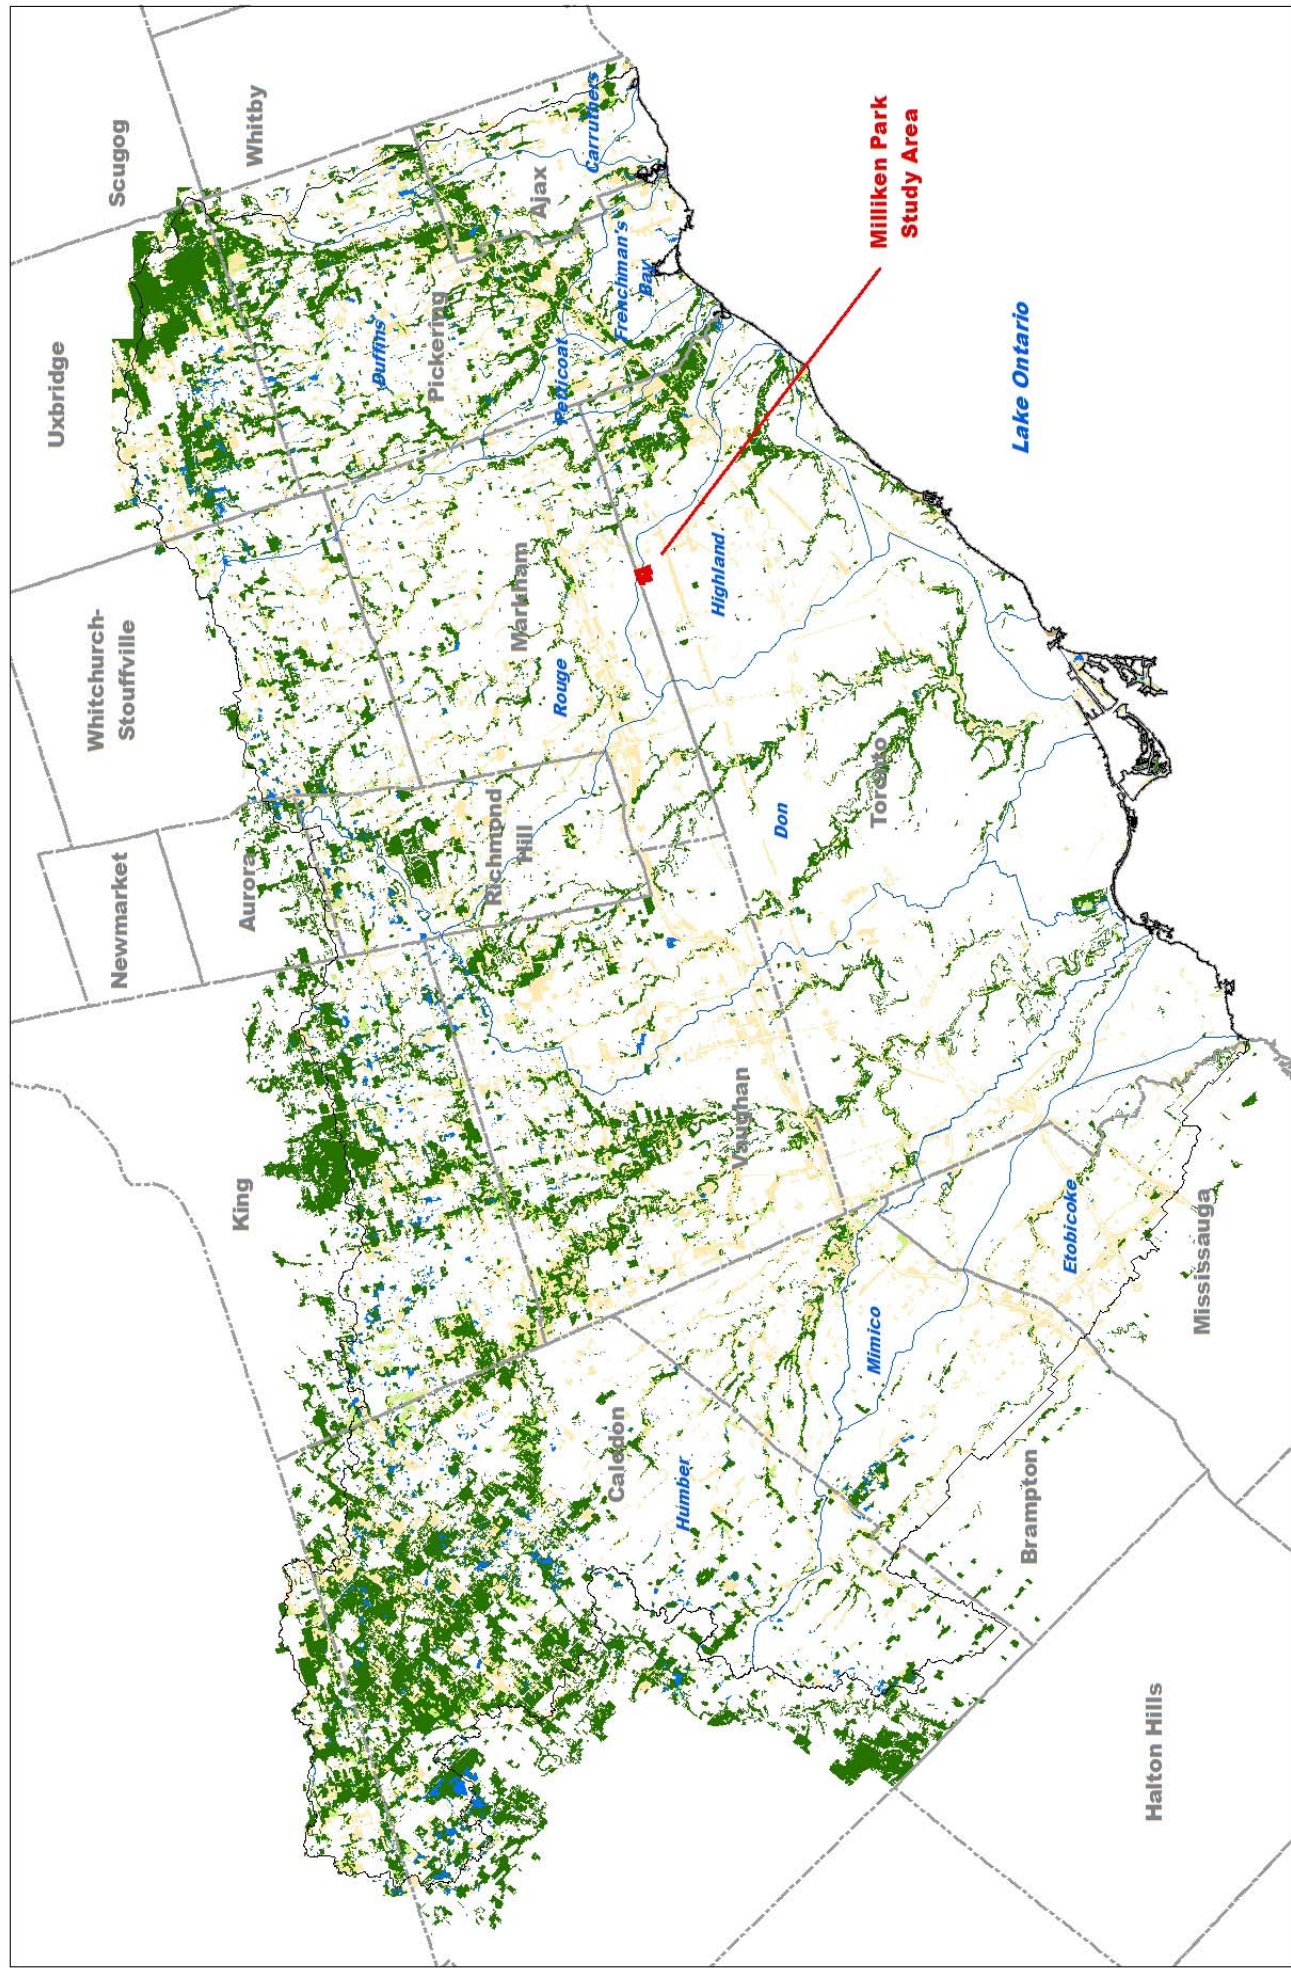 Scugog
Uxbridge
Whitby
Whitchurch-
Stouffville
Newmarket
Aurora
King
Carruthers
Ajax
Frenchman's
Bay
Duffins
Pickering
Petticoat
Markham
Rouge
Richmond
Hill
Highland
Milliken Park
Study Area
Lake Ontario
Toronto
Don
Vaughan
Etobicoke
Mississauga
Mimico
Caledon
Humber
Brampton
Halton Hills